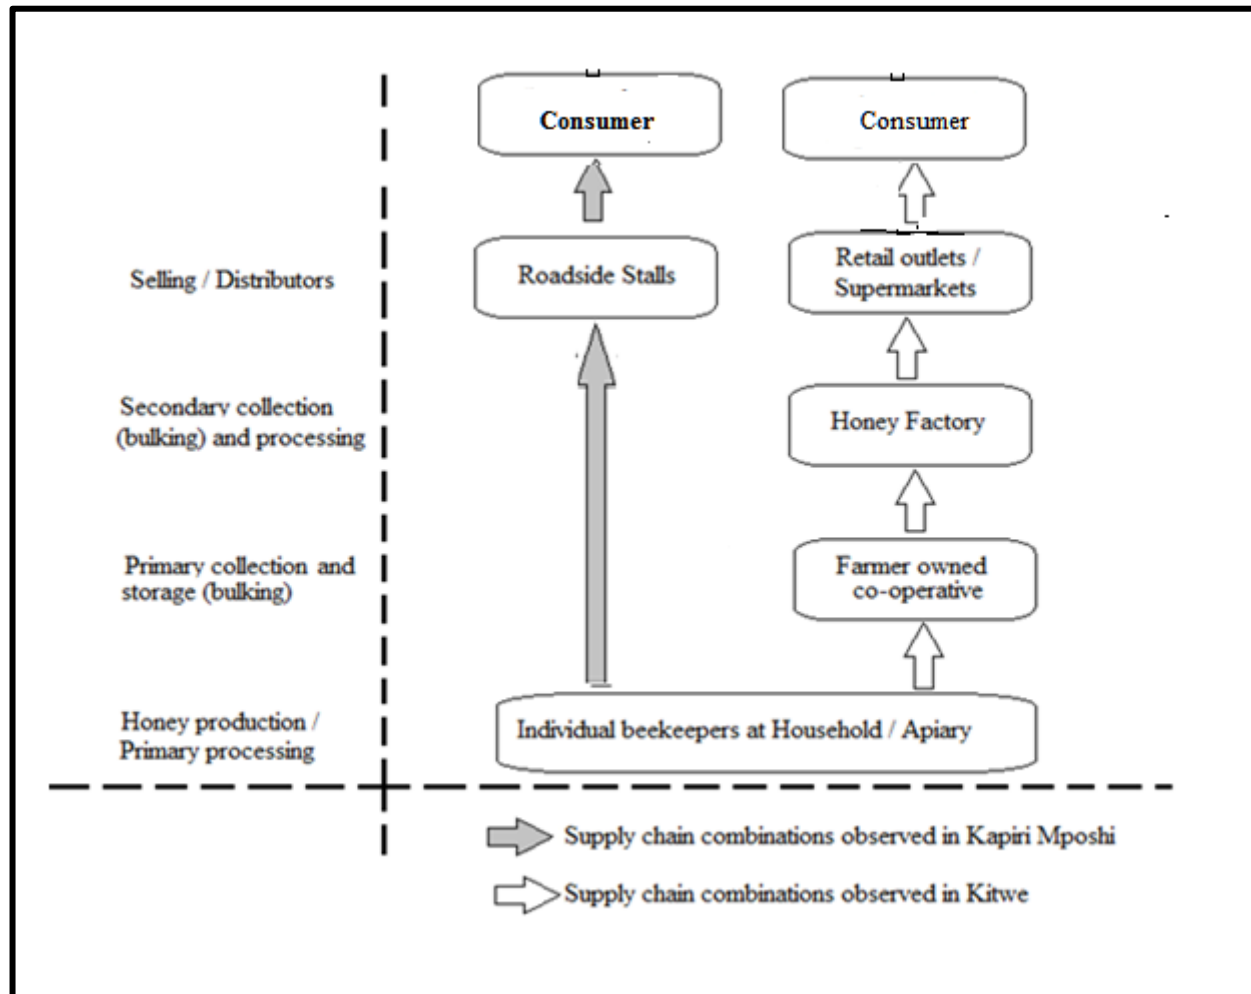 Consumer
Consumer
Selling / Distributors
Roadside Stalls
Retail outlets /
Supermarkets
Secondary collection
(bulking) and processing
Honey Factory
Primary collection and
storage (bulking)
Farmer owned
co-operative
Honey production /
Primary processing
Individual beekeepers at Household / Apiary
Supply chain combinations observed in Kapiri Mposhi
Supply chain combinations observed in Kitwe